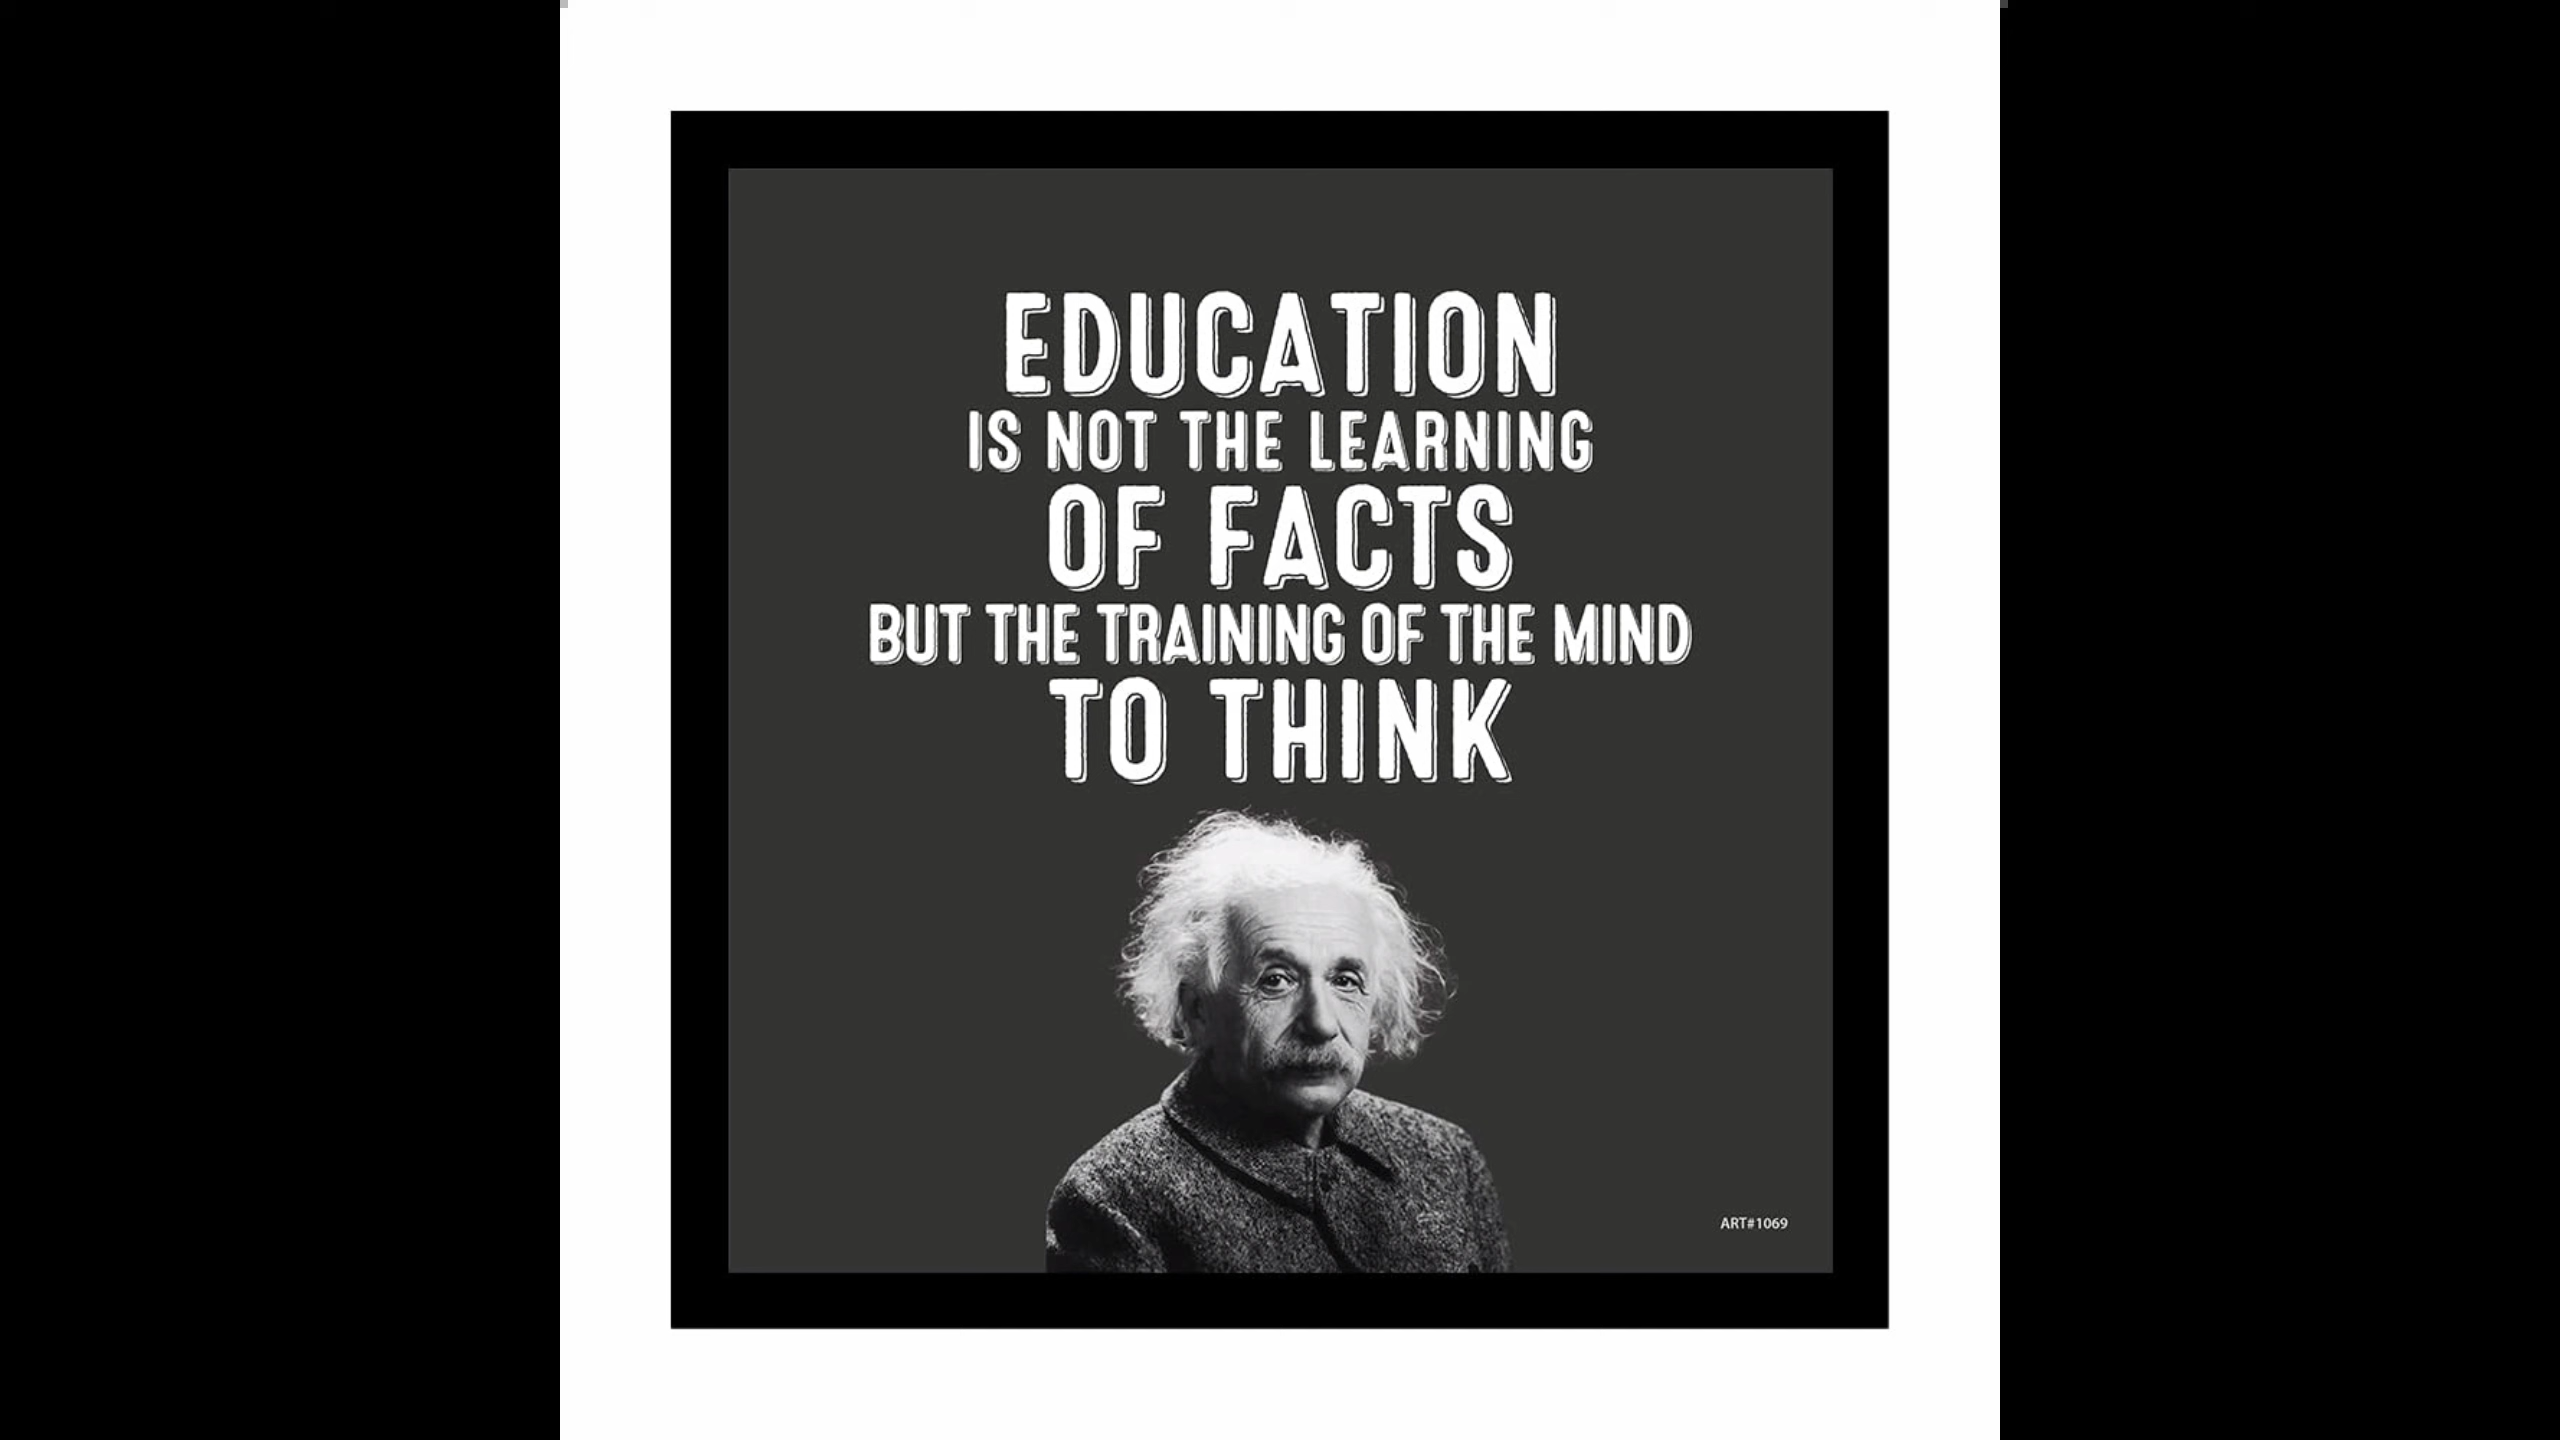 EDUCATION
IS NOT THE LEARNING
OF FACTS
BUT THE TRAINING OF THE MIND
TO THINK
ART#1069